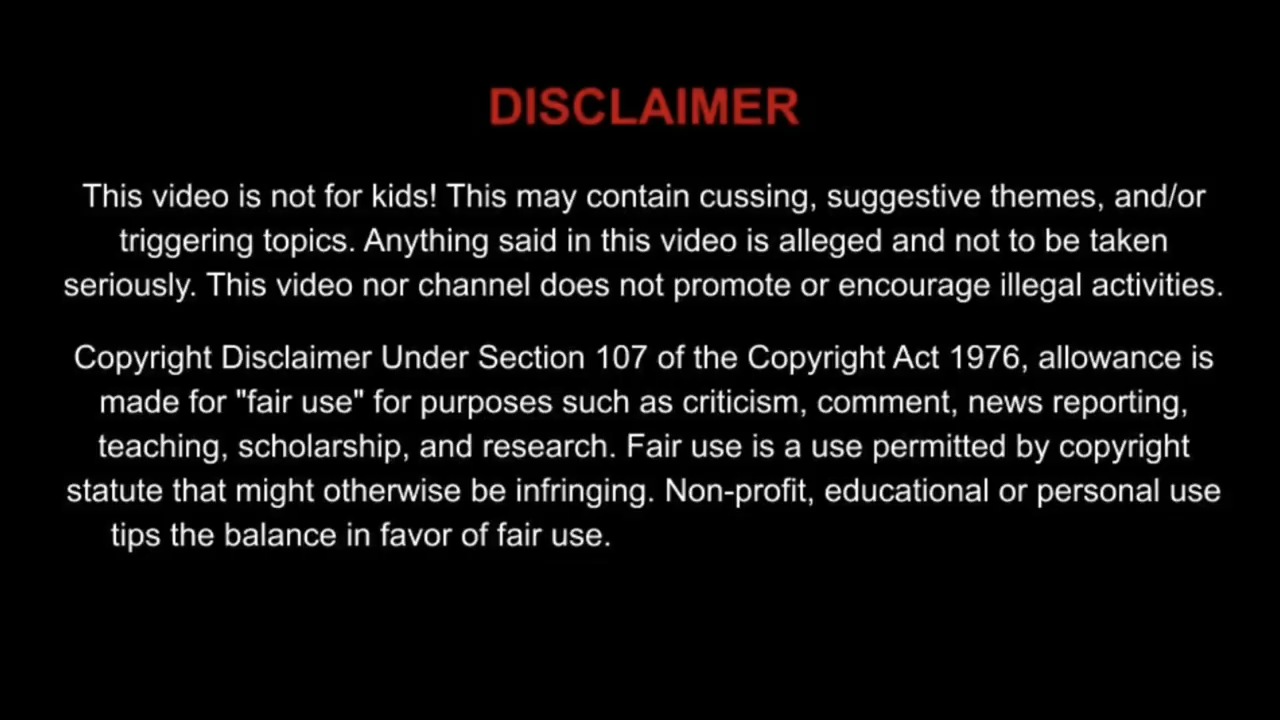 DISCLAIMER
This video is not for kids! This may contain cussing, suggestive themes, and/or
triggering topics. Anything said in this video is alleged and not to be taken
seriously. This video nor channel does not promote or encourage illegal activities.
Copyright Disclaimer Under Section 107 of the Copyright Act 1976, allowance is
made for "fair use" for purposes such as criticism, comment, news reporting,
teaching, scholarship, and research. Fair use is a use permitted by copyright
statute that might otherwise be infringing. Non-profit, educational or personal use
tips the balance in favor of fair use.